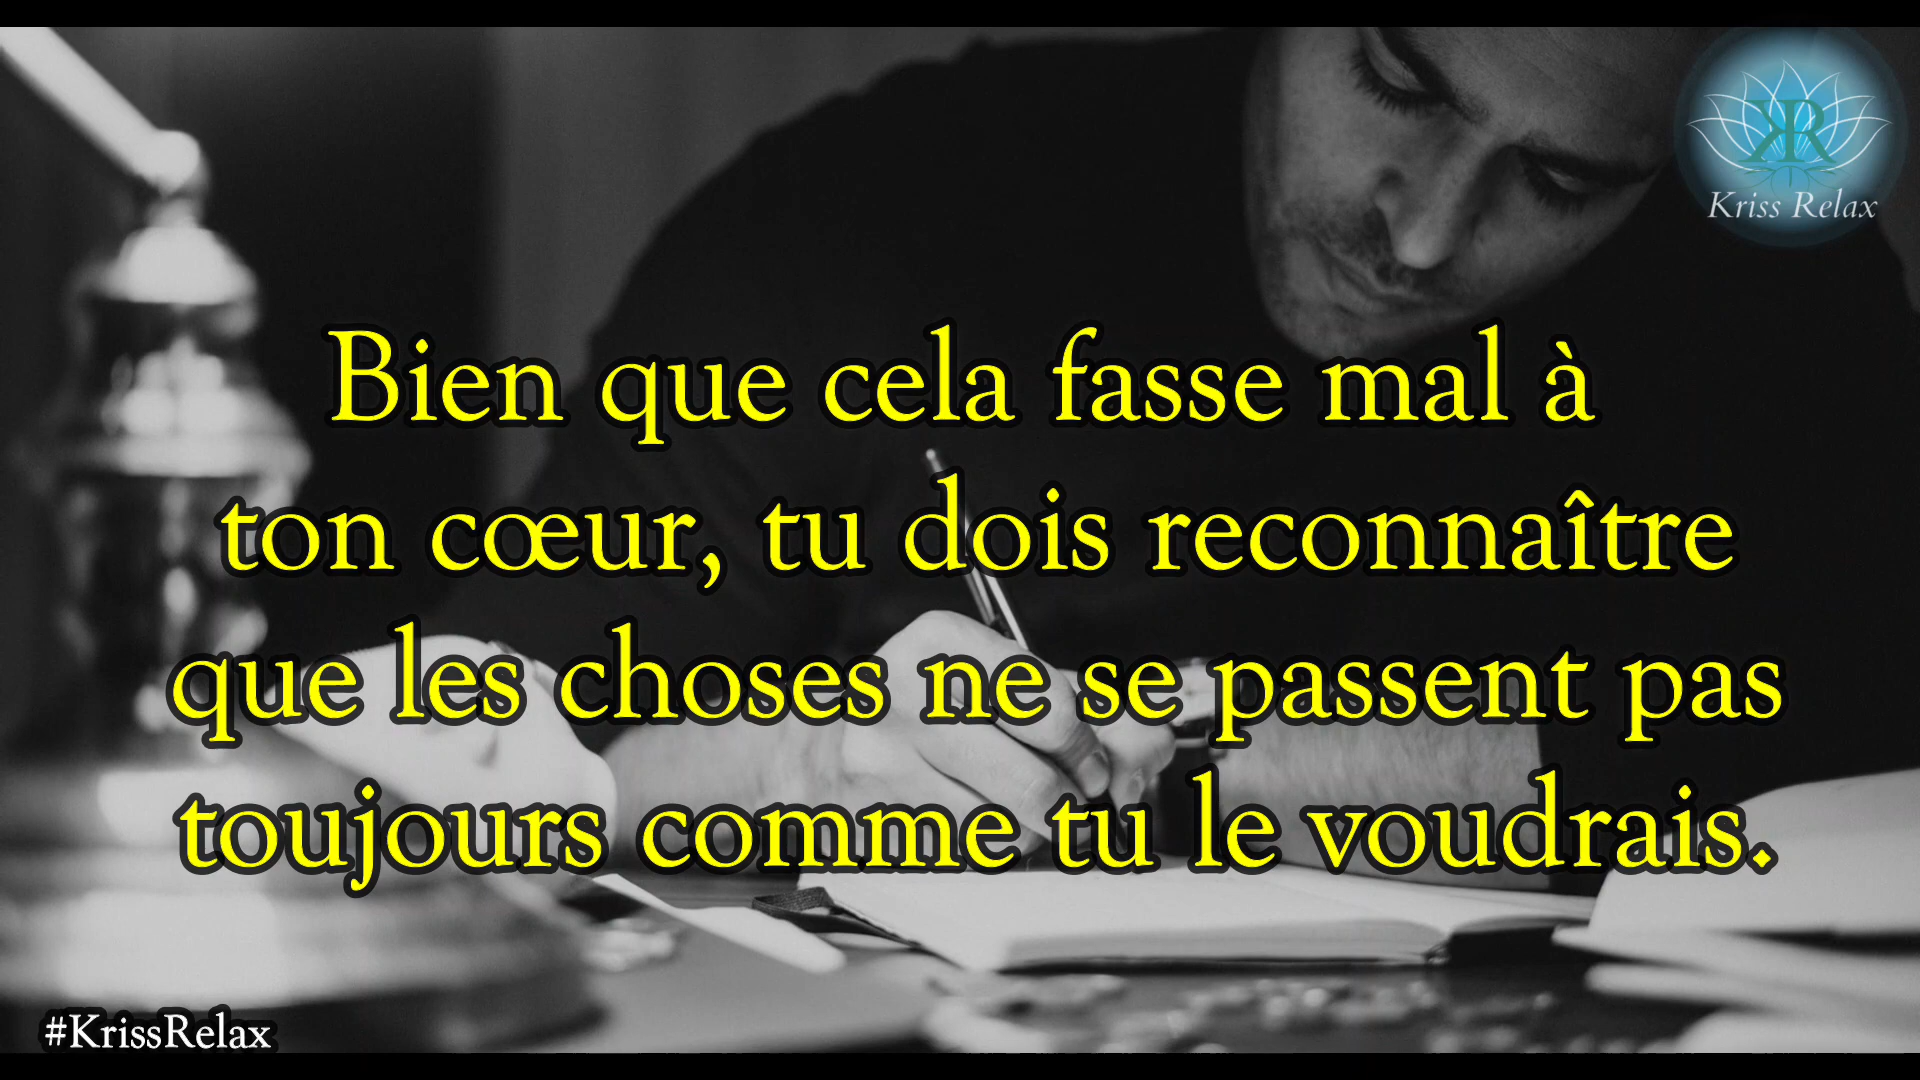 KR
Kriss Relax
Bien que cela fasse mal à
ton cœur, tu dois reconnaître
que les choses ne se passent pas
toujours comme tu le voudrais.
#KrissRelax